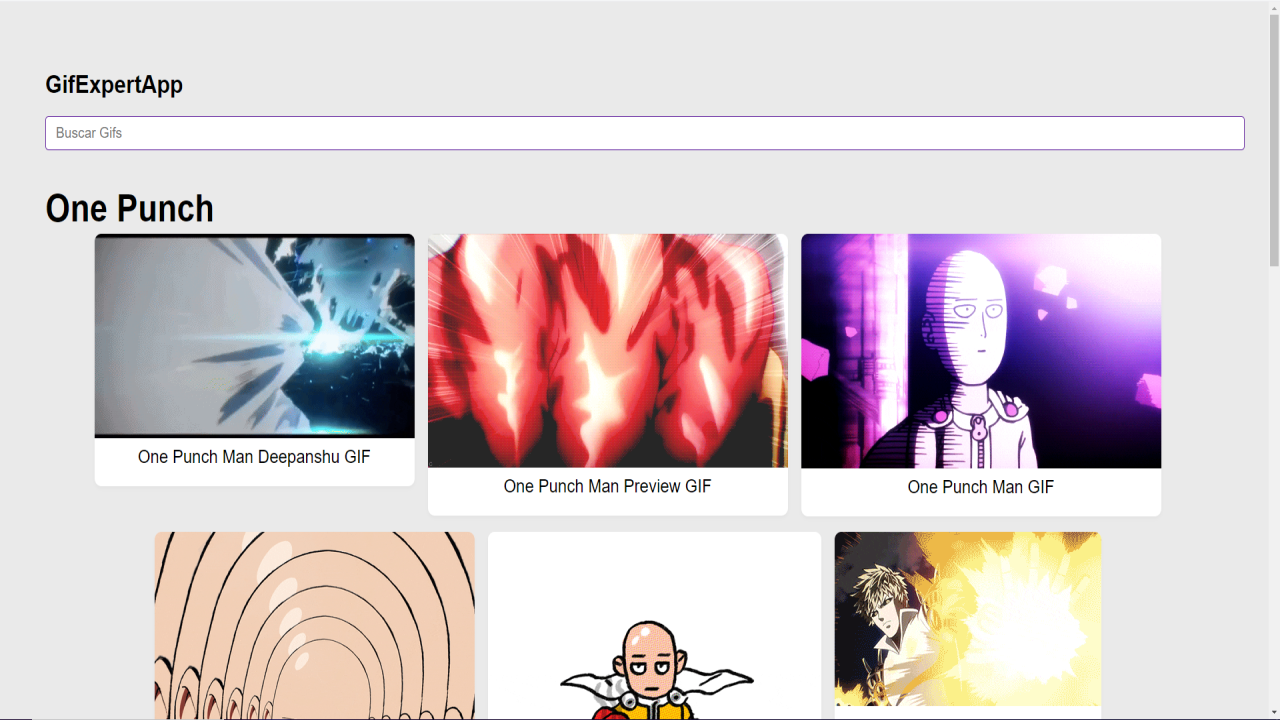 GifExpertApp
Buscar Gifs
One Punch
One Punch Man Deepanshu GIF
One Punch Man Preview GIF
One Punch Man GIF